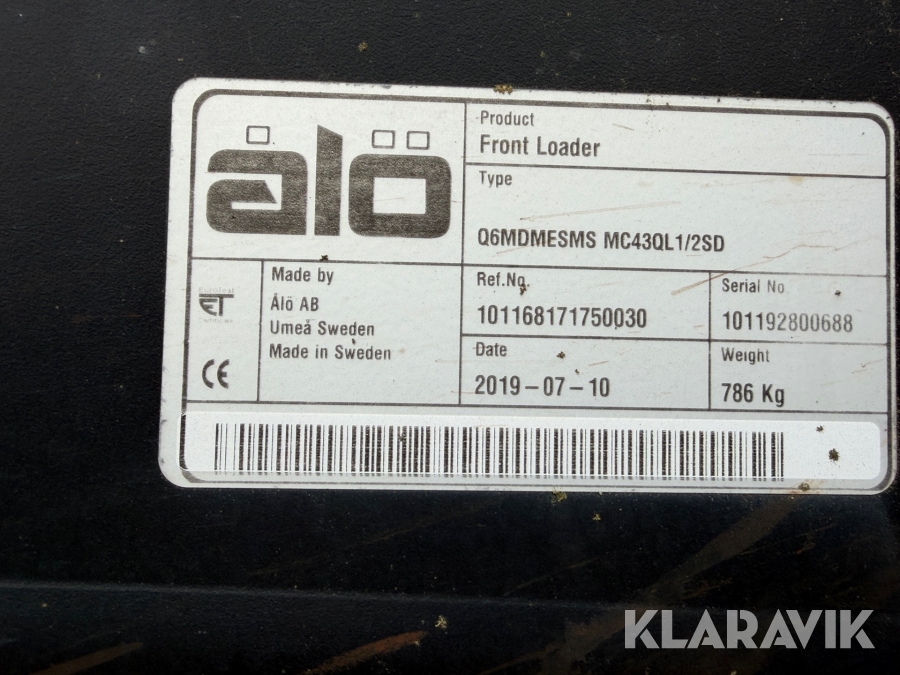 ålö
Product
Front Loader
Type
Q6MDMESMS MC43QL1/2SD
Made by
Ålö AB
Umeå Sweden
Made in Sweden
Ref.No.
101168171750030
Serial No
101192800688
Date
2019-07-10
Weight
786 Kg
ET
CE
KLARAVIK